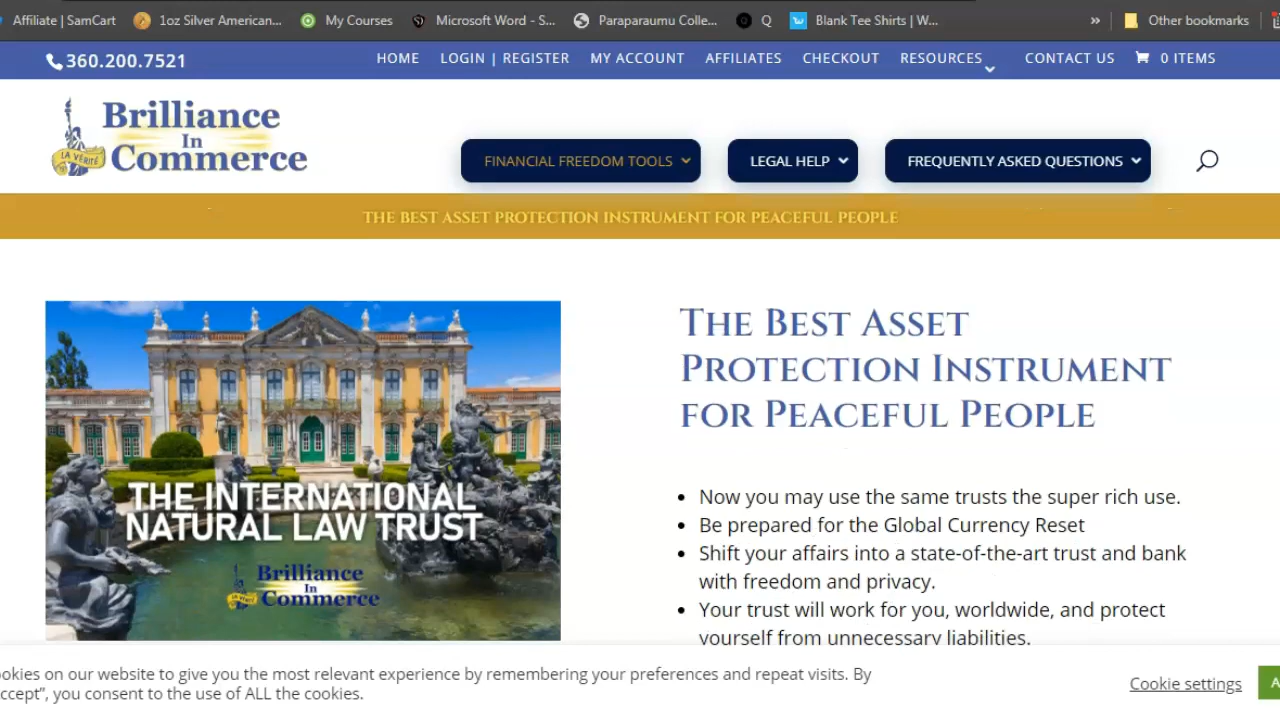 Affiliate | SamCart 1oz Silver American... My Courses Microsoft Word - S... Paraparaumu Colle... Q Blank Tee Shirts | W... » Other bookmarks
360.200.7521 HOME LOGIN | REGISTER MY ACCOUNT AFFILIATES CHECKOUT RESOURCES CONTACT US 0 ITEMS
Brilliance
In
Commerce
LA VÉRITÉ
FINANCIAL FREEDOM TOOLS LEGAL HELP FREQUENTLY ASKED QUESTIONS
THE BEST ASSET PROTECTION INSTRUMENT FOR PEACEFUL PEOPLE
THE INTERNATIONAL
NATURAL LAW TRUST
Brilliance
In
Commerce
THE BEST ASSET
PROTECTION INSTRUMENT
FOR PEACEFUL PEOPLE
• Now you may use the same trusts the super rich use.
• Be prepared for the Global Currency Reset
• Shift your affairs into a state-of-the-art trust and bank
with freedom and privacy.
• Your trust will work for you, worldwide, and protect
yourself from unnecessary liabilities.
okies on our website to give you the most relevant experience by remembering your preferences and repeat visits. By
ccept”, you consent to the use of ALL the cookies.
Cookie settings
A